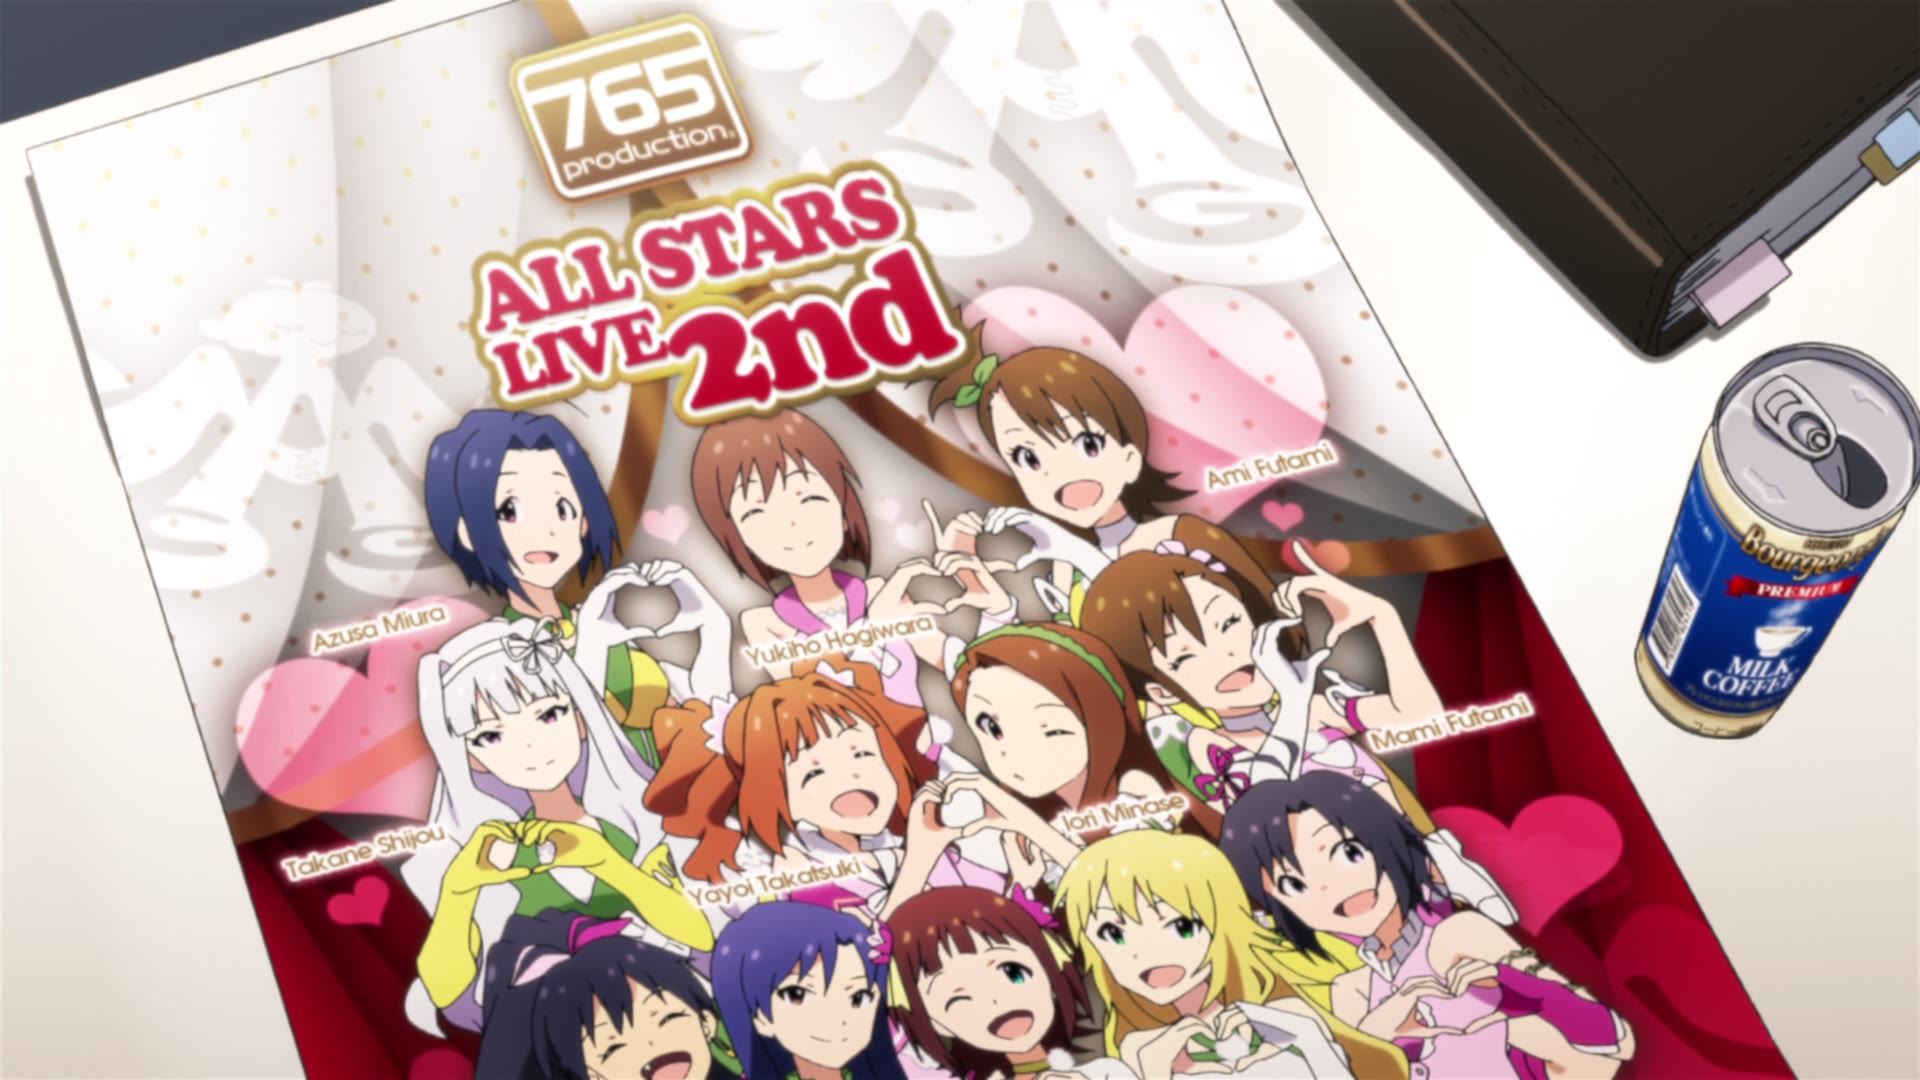 765
production.
ALL STARS
LIVE 2nd
Ami Futami
Azusa Miura
Yukiho Hagiwara
Mami Futami
Takane Shijou
Yayoi Takatsuki
Iori Minase
PREMIUM
MILK
COFFEE